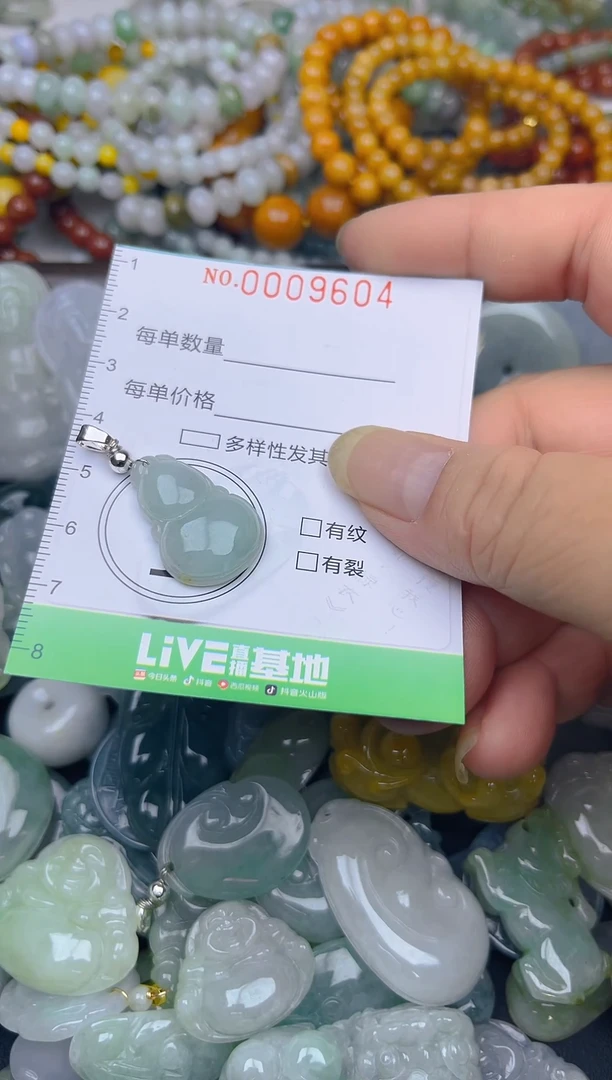 NO.0009604
1
2
3
4
5
6
7
8
每单数量
每单价格
多样性发其
有纹
有裂
LiVE直播基地
今日头条 抖音 西瓜视频 抖音火山版